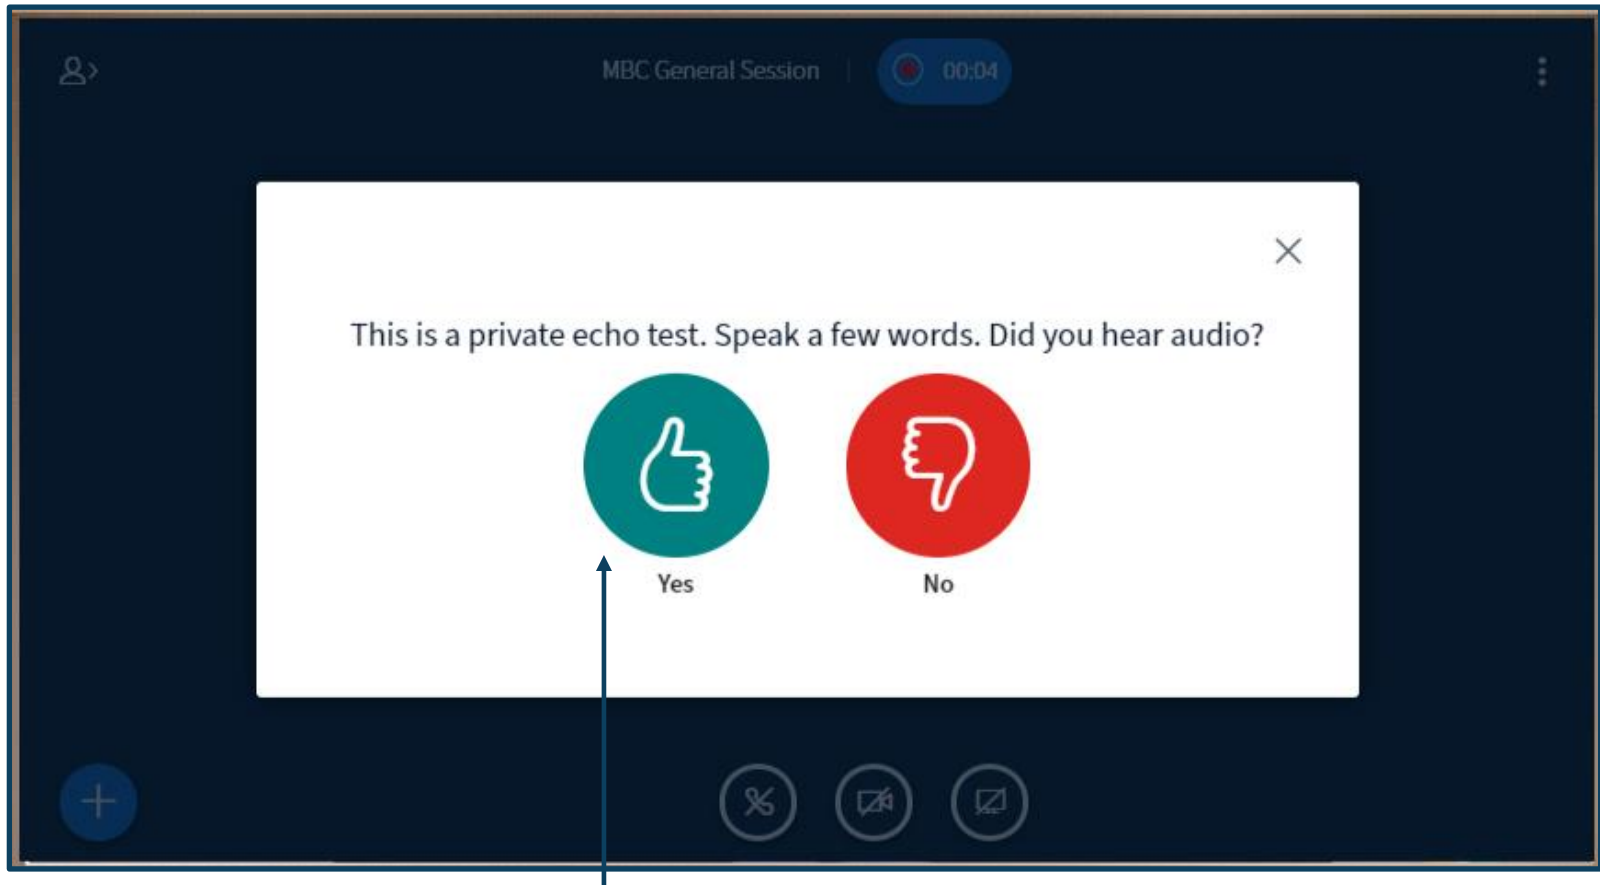 MBC General Session
00:04
This is a private echo test. Speak a few words. Did you hear audio?
Yes
No